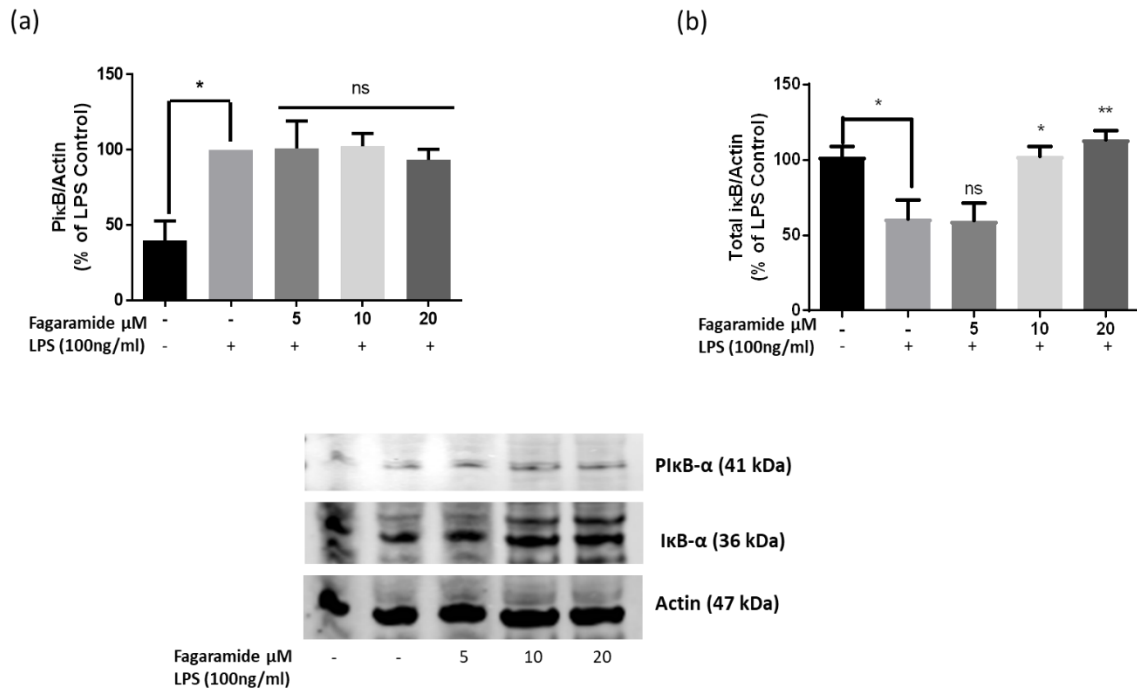 (a)
PIκB/Actin
(% of LPS Control)
150
100
50
0
*
ns
Fagaramide µM - - 5 10 20
LPS (100ng/ml) - + + + +
(b)
Total iκB/Actin
(% of LPS Control)
150
100
50
0
*
ns
*
**
Fagaramide µM - - 5 10 20
LPS (100ng/ml) - + + + +
PIκB-α (41 kDa)
IκB-α (36 kDa)
Actin (47 kDa)
Fagaramide µM - - 5 10 20
LPS (100ng/ml)